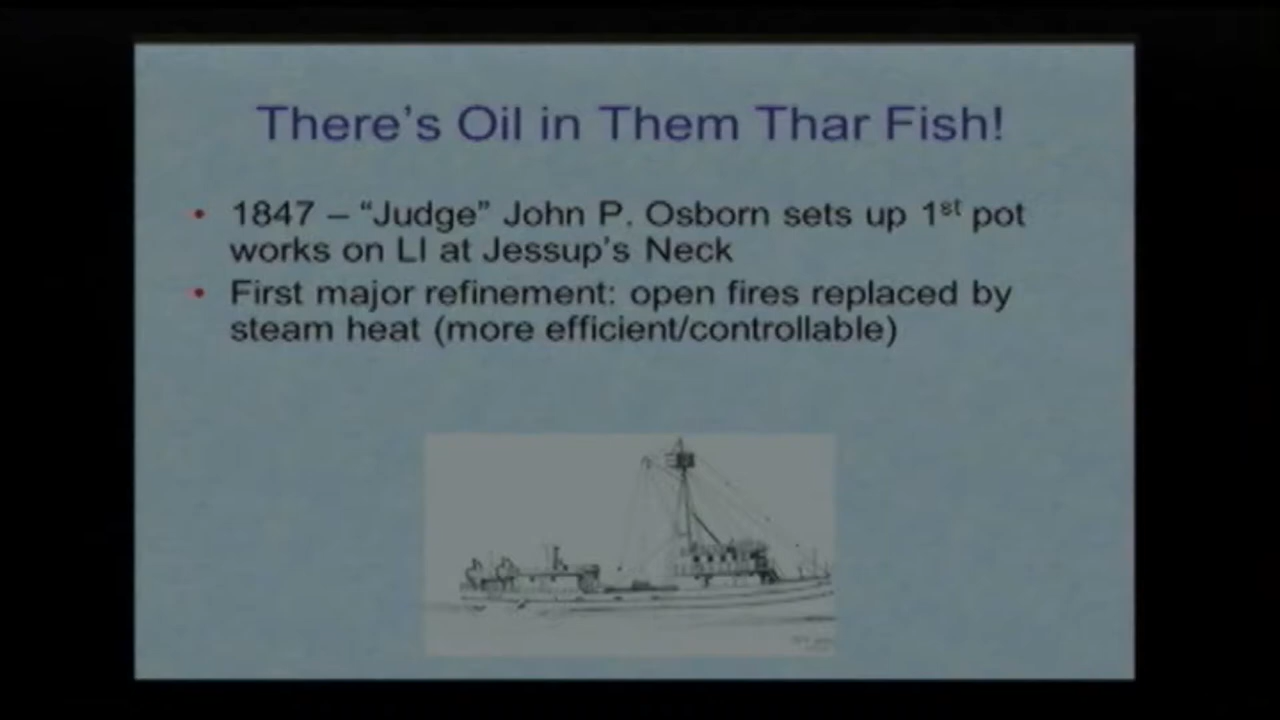 There's Oil in Them Thar Fish!
• 1847 – “Judge” John P. Osborn sets up 1st pot
works on LI at Jessup's Neck
• First major refinement: open fires replaced by
steam heat (more efficient/controllable)